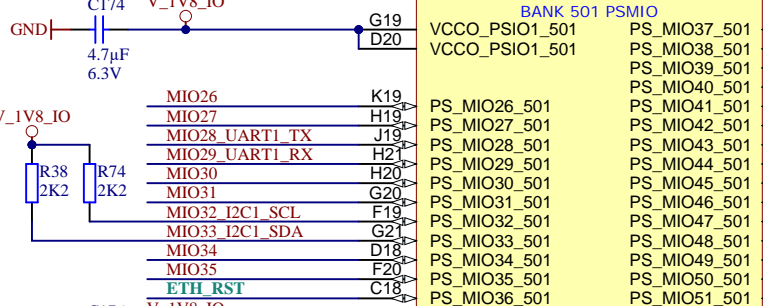 C174
V_1V8_IO
BANK 501 PSMIO
GND
G19
VCCO_PSIO1_501
PS_MIO37_501
D20
VCCO_PSIO1_501
PS_MIO38_501
4.7µF
6.3V
PS_MIO39_501
PS_MIO40_501
MIO26
K19
PS_MIO26_501
PS_MIO41_501
V_1V8_IO
MIO27
H19
PS_MIO27_501
PS_MIO42_501
MIO28_UART1_TX
J19
PS_MIO28_501
PS_MIO43_501
MIO29_UART1_RX
H21
PS_MIO29_501
PS_MIO44_501
R38
2K2
R74
2K2
MIO30
H20
PS_MIO30_501
PS_MIO45_501
MIO31
G20
PS_MIO31_501
PS_MIO46_501
MIO32_I2C1_SCL
F19
PS_MIO32_501
PS_MIO47_501
MIO33_I2C1_SDA
G21
PS_MIO33_501
PS_MIO48_501
MIO34
D18
PS_MIO34_501
PS_MIO49_501
MIO35
F20
PS_MIO35_501
PS_MIO50_501
ETH_RST
C18
PS_MIO36_501
PS_MIO51_501
V_1V8_IO